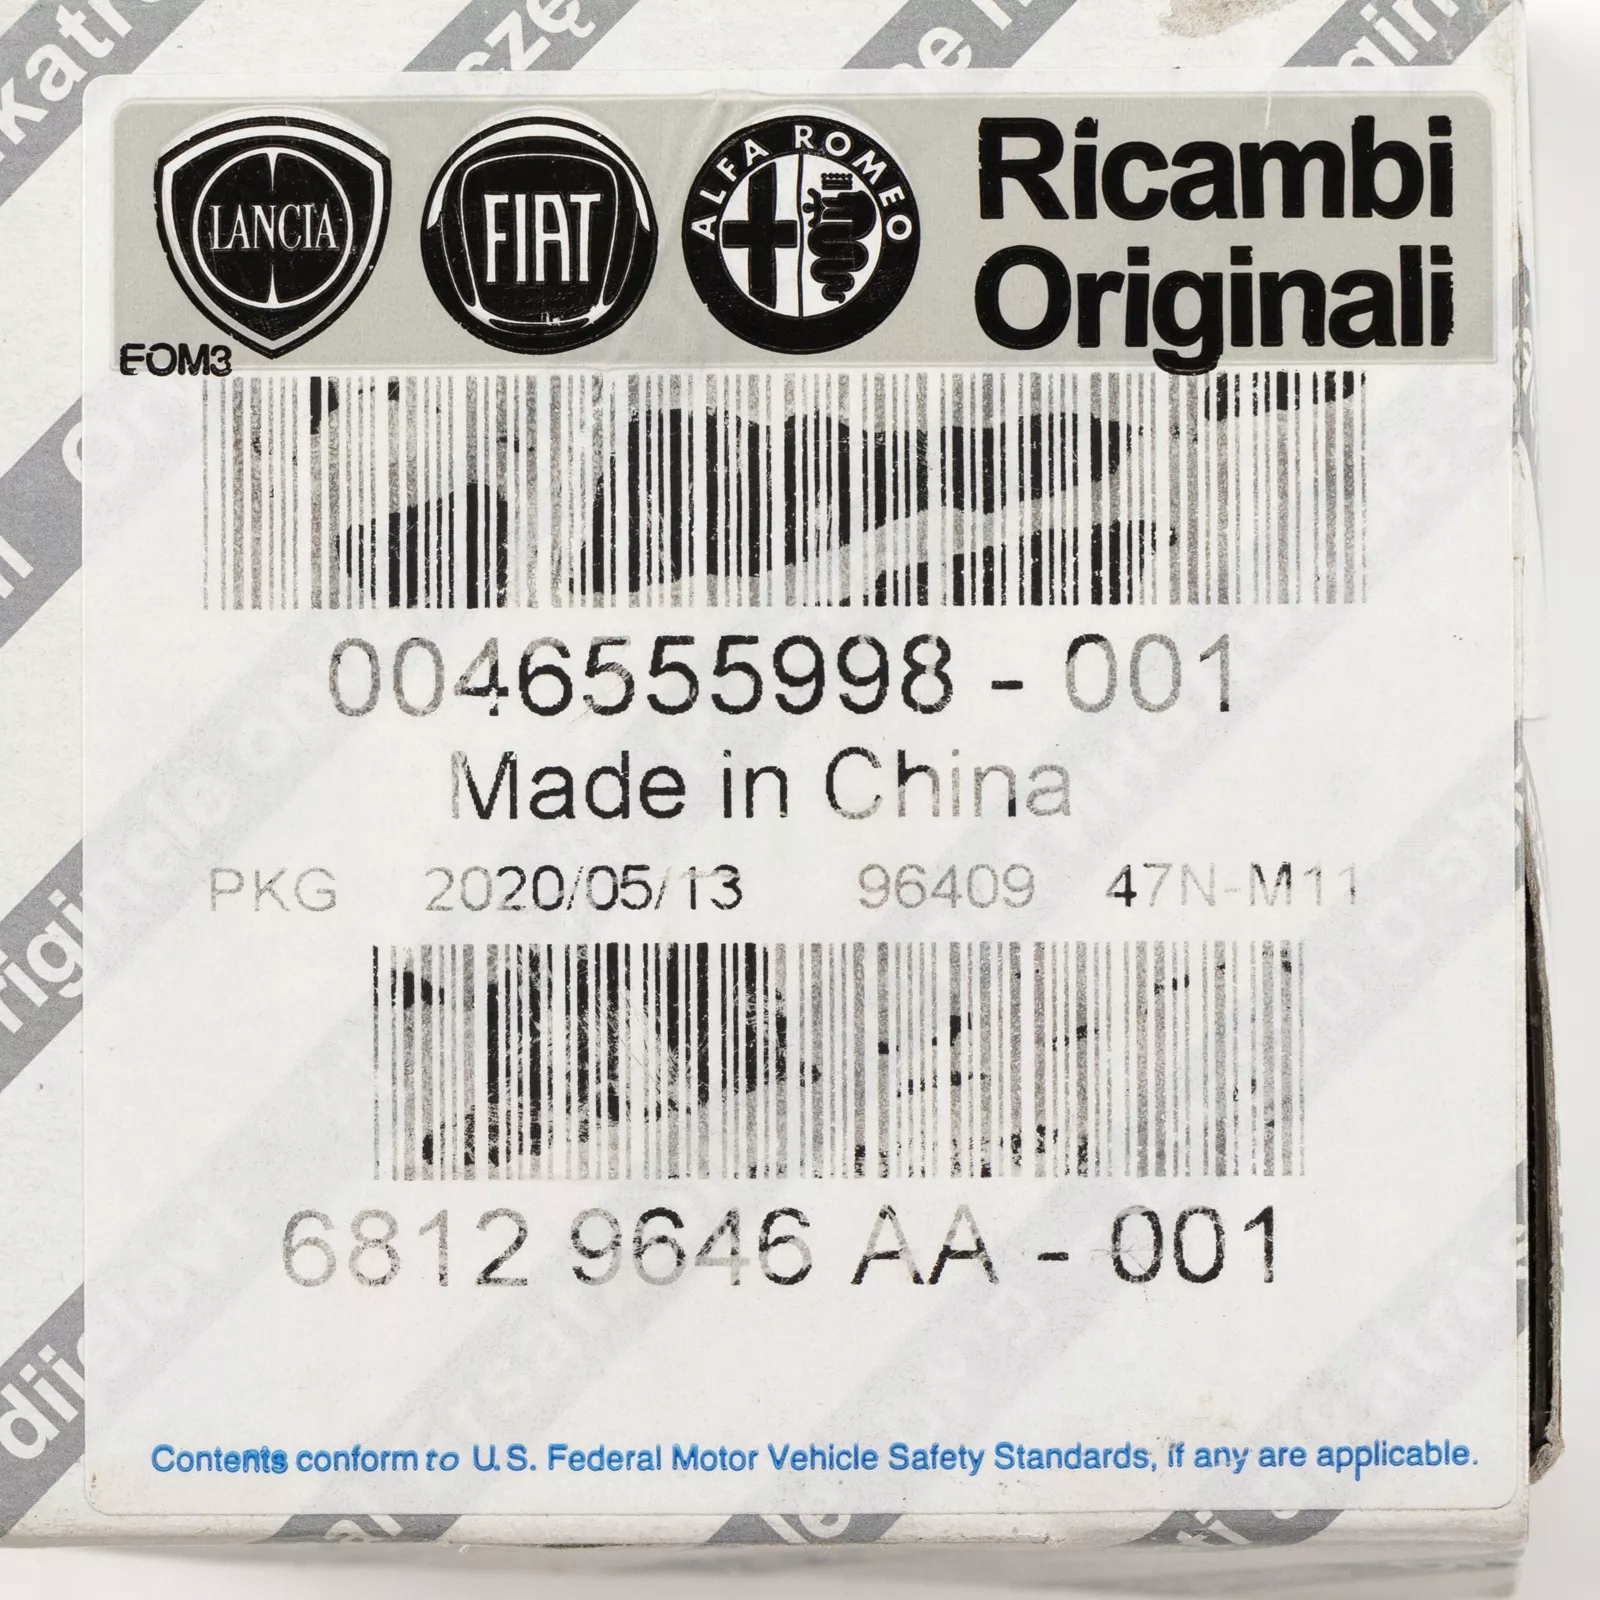 LANCIA
FIAT
ALFA ROMEO
Ricambi
Originali
EOM3
0046555998 - 001
Made in China
PKG 2020/05/13 96409 47N-M11
6812 9646 AA - 001
Contents conform to U.S. Federal Motor Vehicle Safety Standards, if any are applicable.